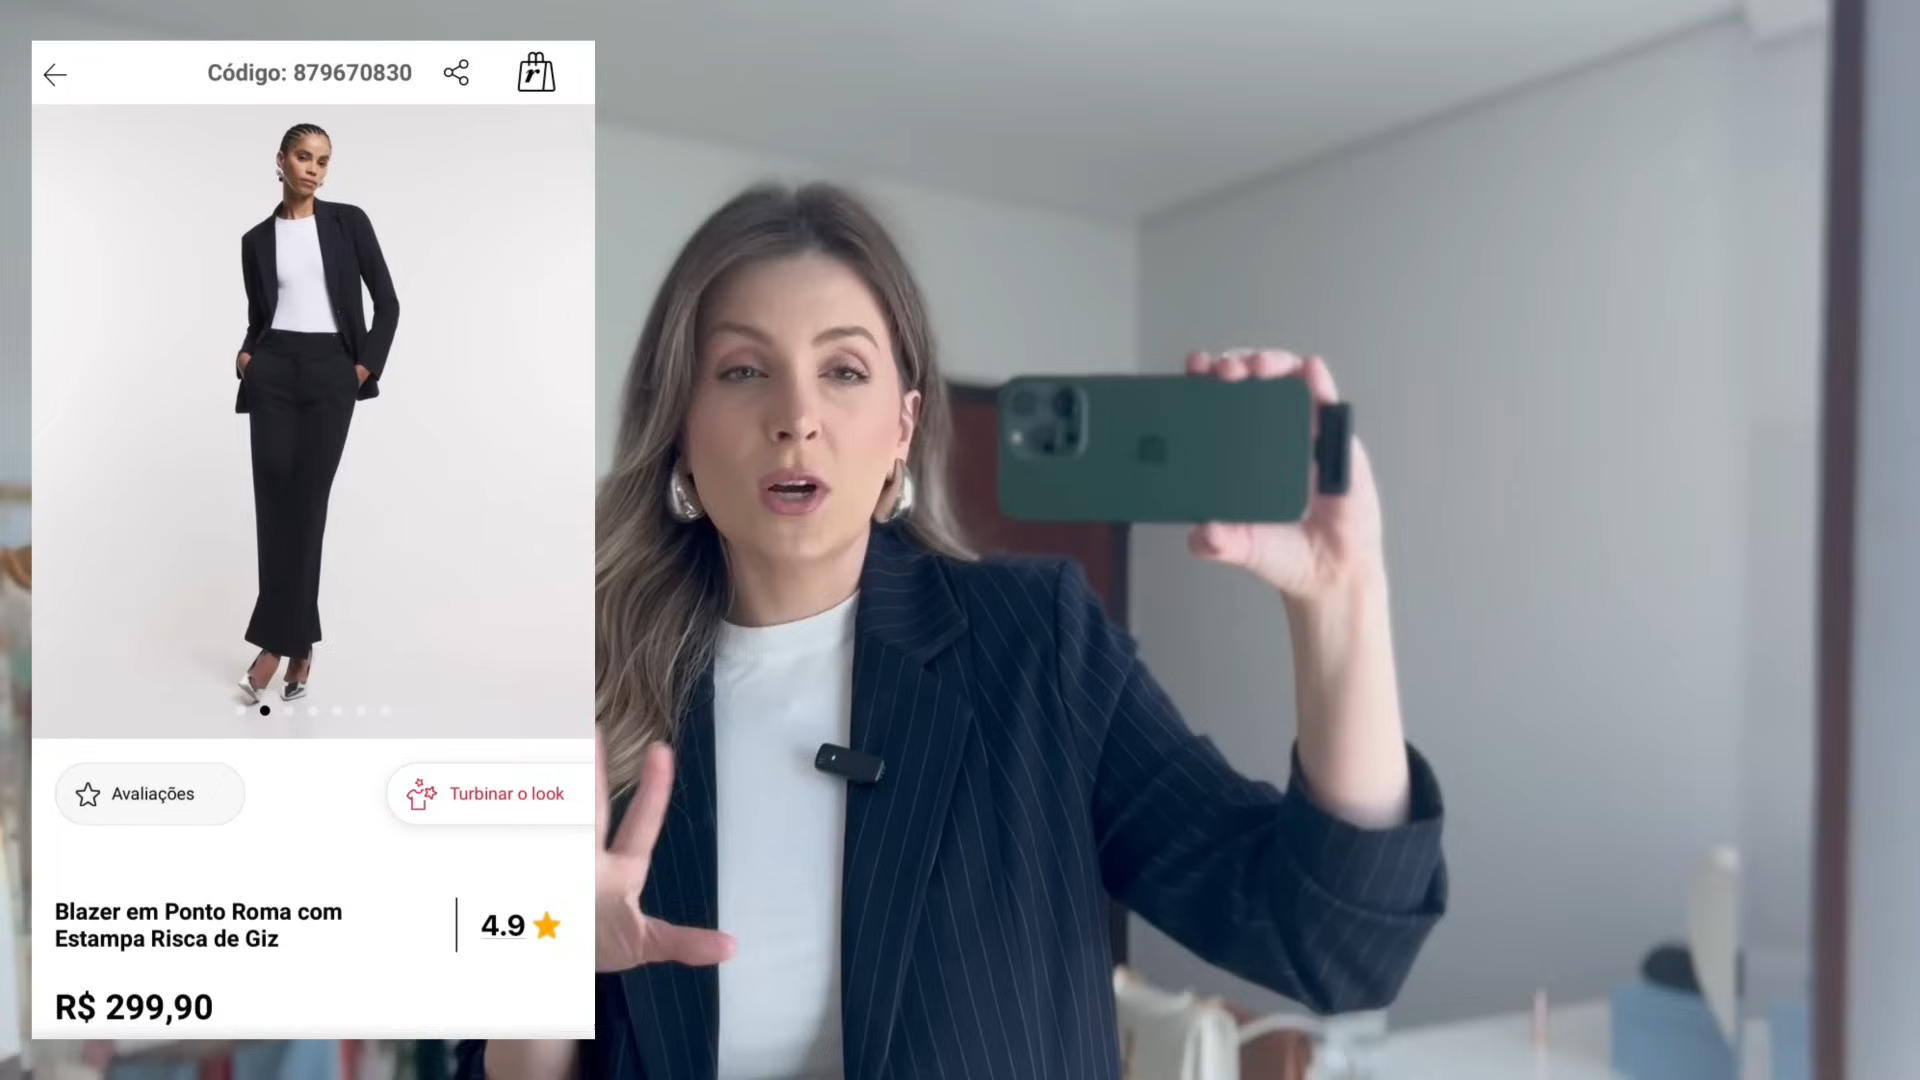 Código: 879670830
r
Avaliações
Turbinar o look
Blazer em Ponto Roma com
Estampa Risca de Giz
4.9
R$ 299,90